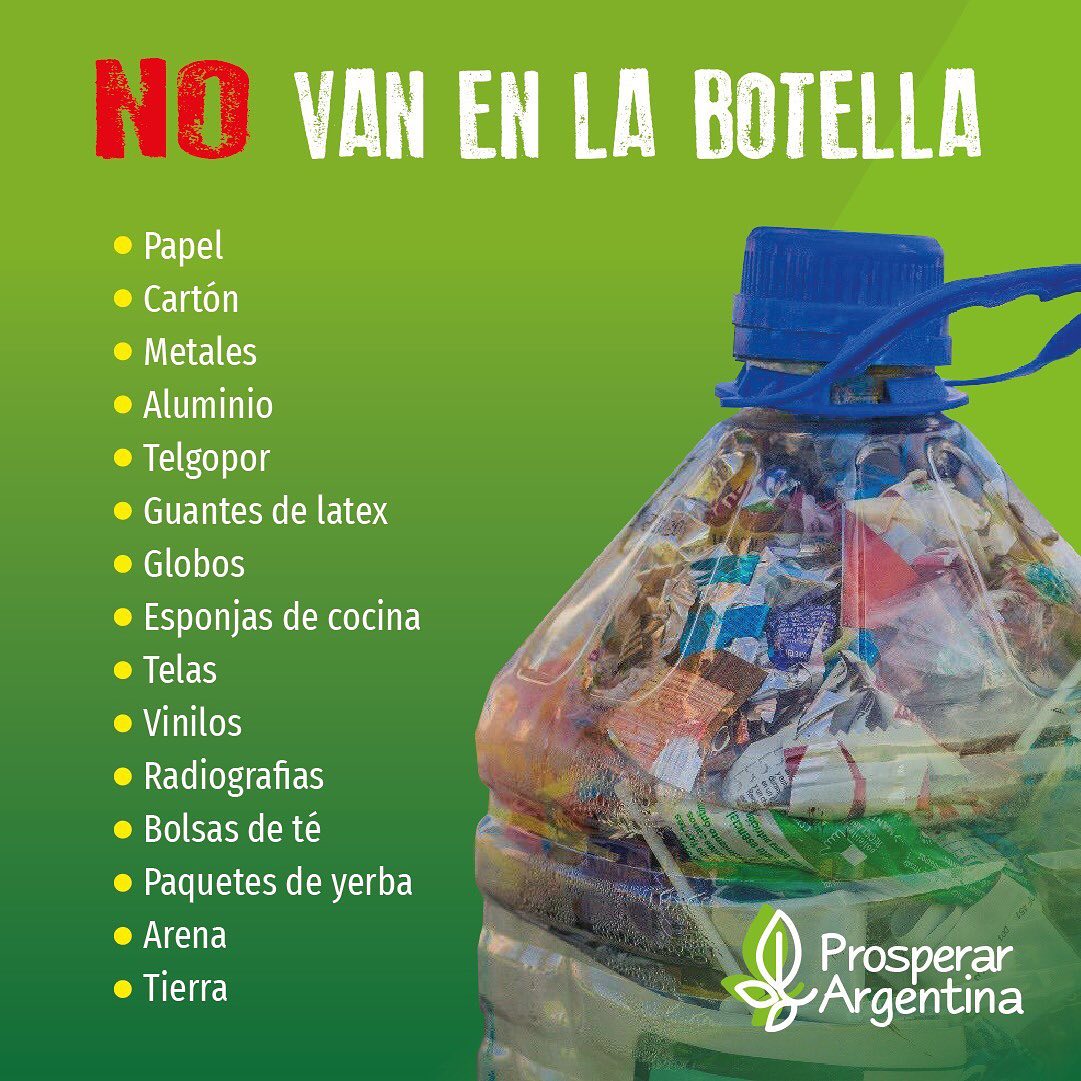 NO VAN EN LA BOTELLA
Papel
Cartón
Metales
Aluminio
Telgopor
Guantes de latex
Globos
Esponjas de cocina
Telas
Vinilos
Radiografias
Bolsas de té
Paquetes de yerba
Arena
Tierra
Prosperar
Argentina